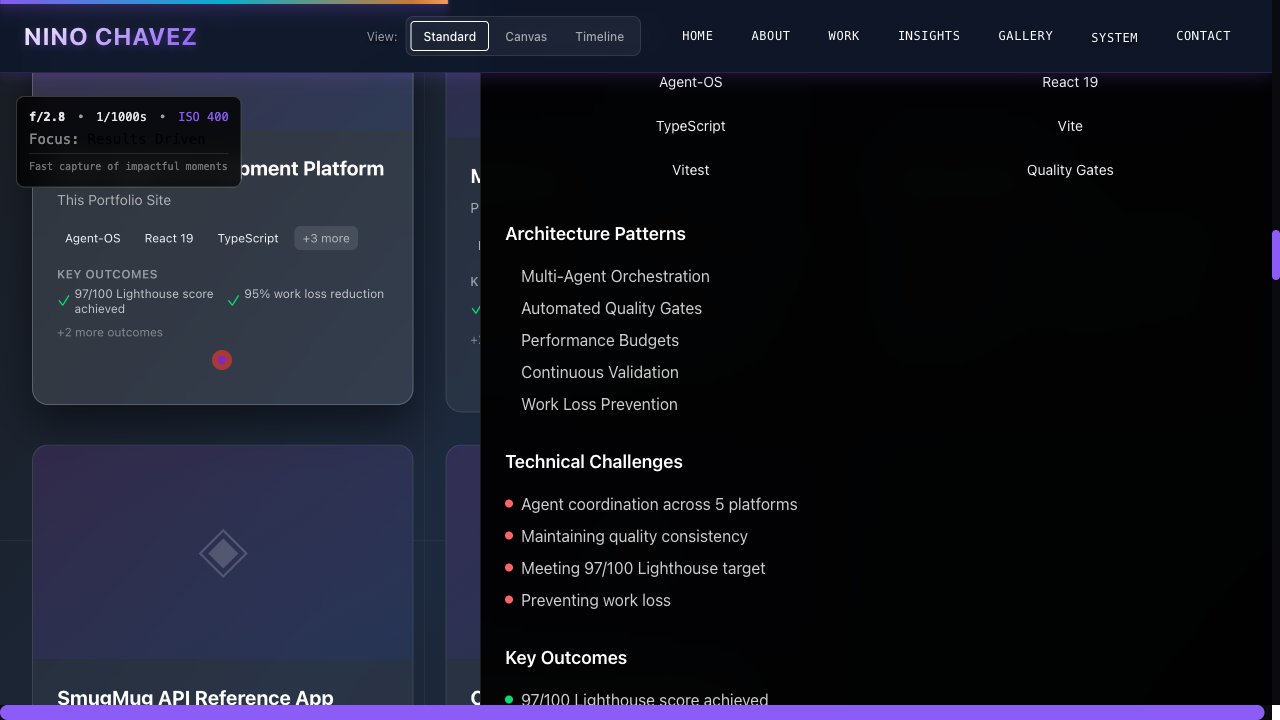 NINO CHAVEZ
View:
Standard
Canvas
Timeline
HOME
ABOUT
WORK
INSIGHTS
GALLERY
SYSTEM
CONTACT
f/2.8 • 1/1000s • ISO 400
Focus: Results Driven
Fast capture of impactful moments
pment Platform
This Portfolio Site
Agent-OS
React 19
TypeScript
+3 more
KEY OUTCOMES
97/100 Lighthouse score
achieved
95% work loss reduction
+2 more outcomes
SmugMug API Reference App
Agent-OS
React 19
TypeScript
Vite
Vitest
Quality Gates
Architecture Patterns
Multi-Agent Orchestration
Automated Quality Gates
Performance Budgets
Continuous Validation
Work Loss Prevention
Technical Challenges
Agent coordination across 5 platforms
Maintaining quality consistency
Meeting 97/100 Lighthouse target
Preventing work loss
Key Outcomes
97/100 Lighthouse score achieved